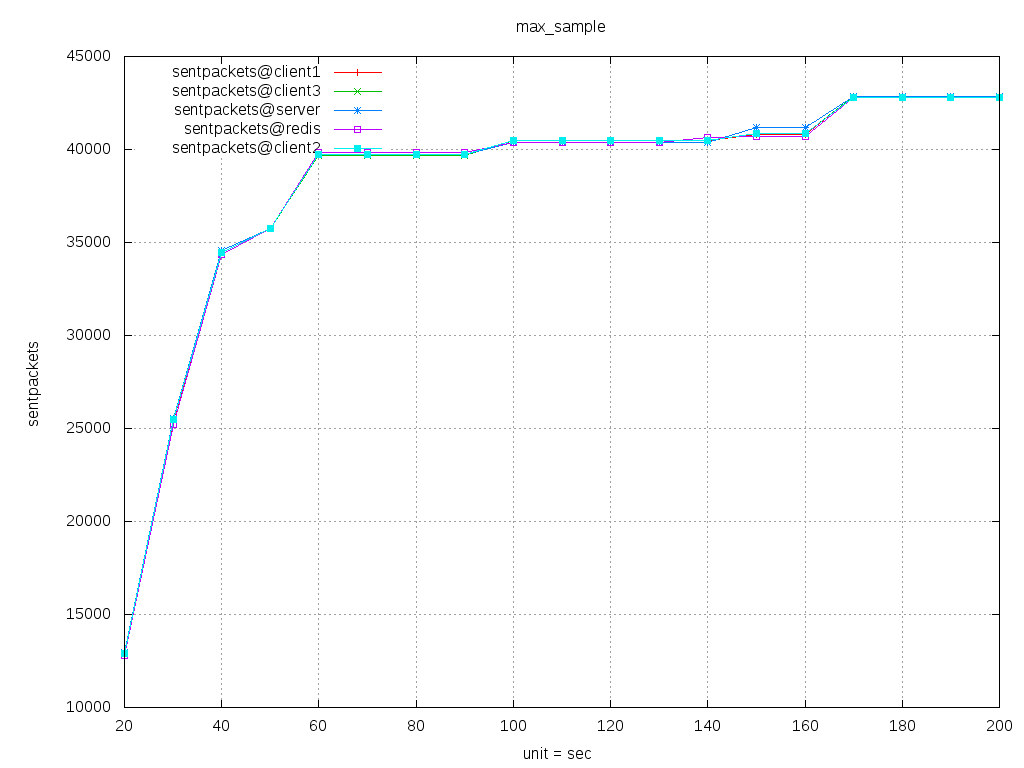 max_sample
45000
40000
35000
30000
25000
20000
15000
10000
sentpackets
sentpackets@client1
sentpackets@client3
sentpackets@server
sentpackets@redis
sentpackets@client2
20 40 60 80 100 120 140 160 180 200
unit = sec